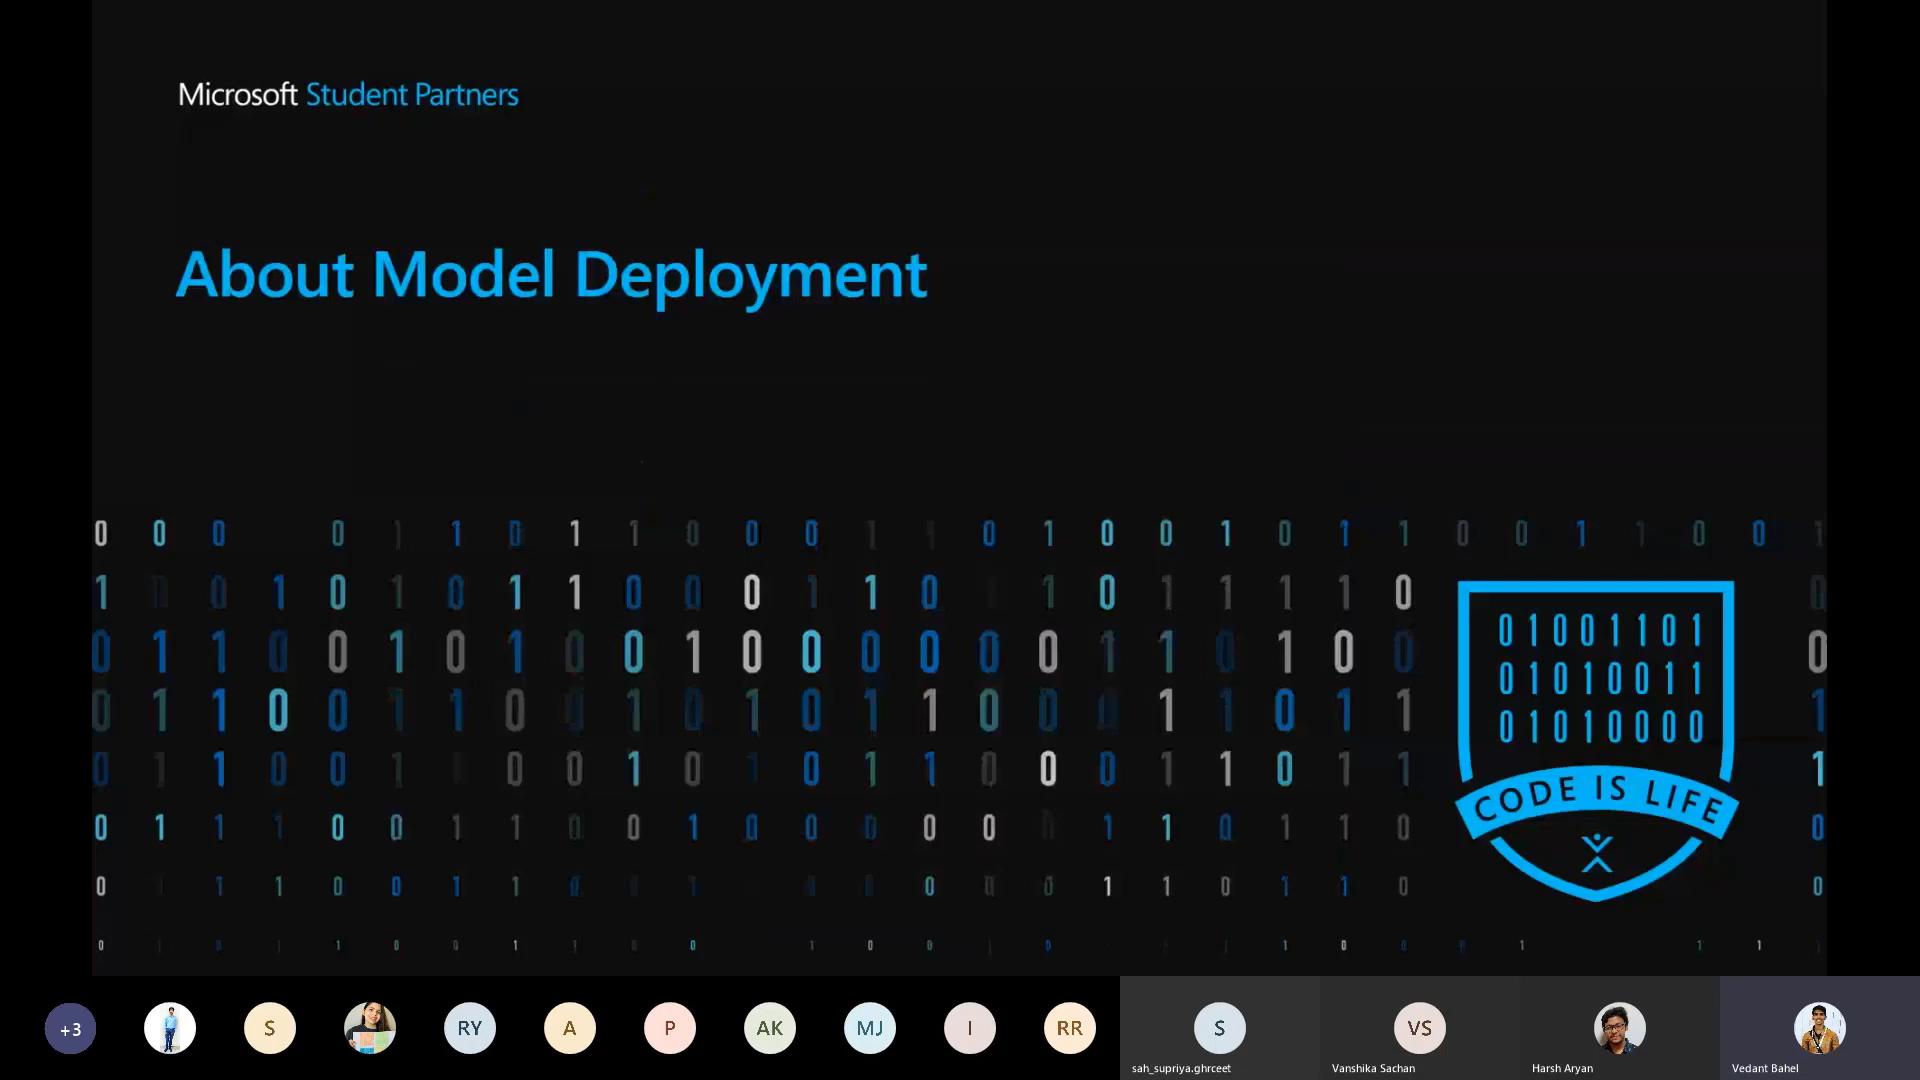 Microsoft Student Partners
About Model Deployment
01001101
01010011
01010000
CODE IS LIFE
+3
S
RY
A
P
AK
MJ
I
RR
S
VS
sah_supriya.ghrceet
Vanshika Sachan
Harsh Aryan
Vedant Bahel